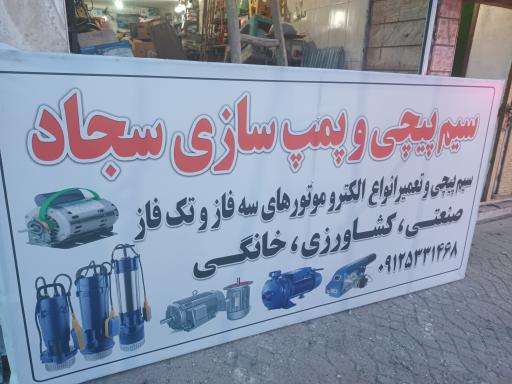 سیم پیچی و پمپ سازی سجاد
سیم پیچی و تعمیر انواع الکترو موتورهای سه فاز و تک فاز
صنعتی، کشاورزی، خانگی
۰۹۱۲۵۳۳۱۴۶۸